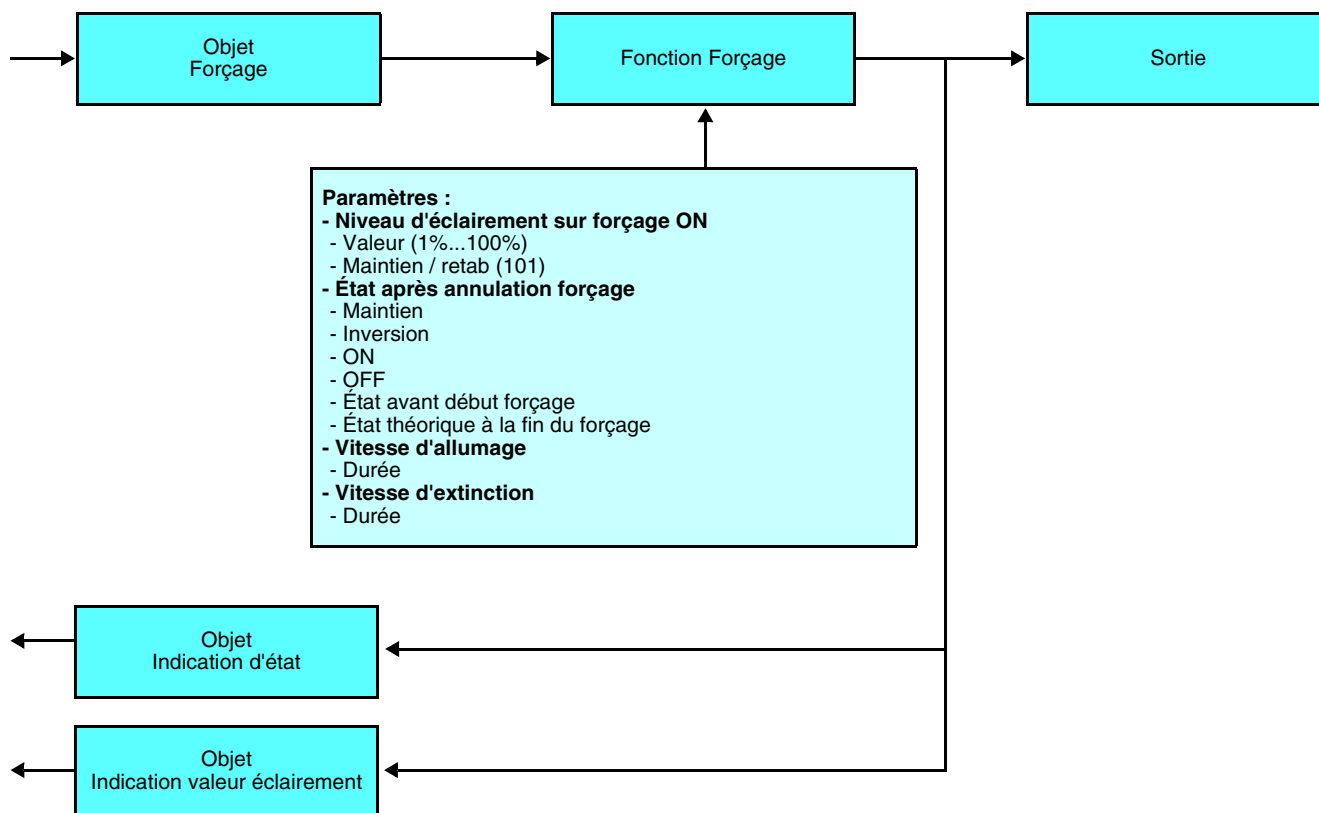 Objet
Forçage
Fonction Forçage
Sortie
Paramètres :
- Niveau d'éclairement sur forçage ON
- Valeur (1%...100%)
- Maintien / retab (101)
- État après annulation forçage
- Maintien
- Inversion
- ON
- OFF
- État avant début forçage
- État théorique à la fin du forçage
- Vitesse d'allumage
- Durée
- Vitesse d'extinction
- Durée
Objet
Indication d'état
Objet
Indication valeur éclairement